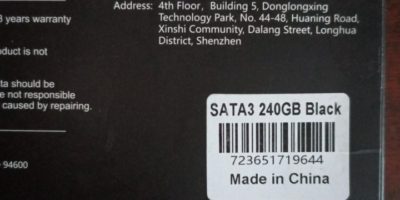 3 years warranty
oduct is not
ta should be
e not responsible
caused by repairing.
94600
Address: 4th Floor, Building 5, Donglongxing
Technology Park, No. 44-48, Huaning Road,
Xinshi Community, Dalang Street, Longhua
District, Shenzhen
SATA3 240GB Black
723651719644
Made in China